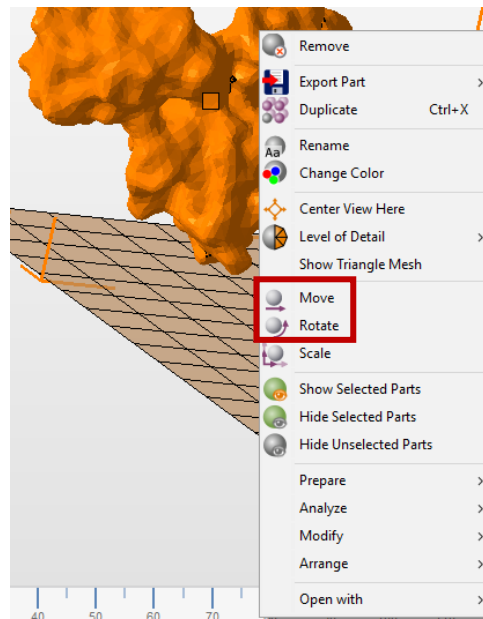 Remove
Export Part
Duplicate Ctrl+X
Aa
Rename
Change Color
Center View Here
Level of Detail
Show Triangle Mesh
Move
Rotate
Scale
Show Selected Parts
Hide Selected Parts
Hide Unselected Parts
Prepare
Analyze
Modify
Arrange
Open with
40 50 60 70